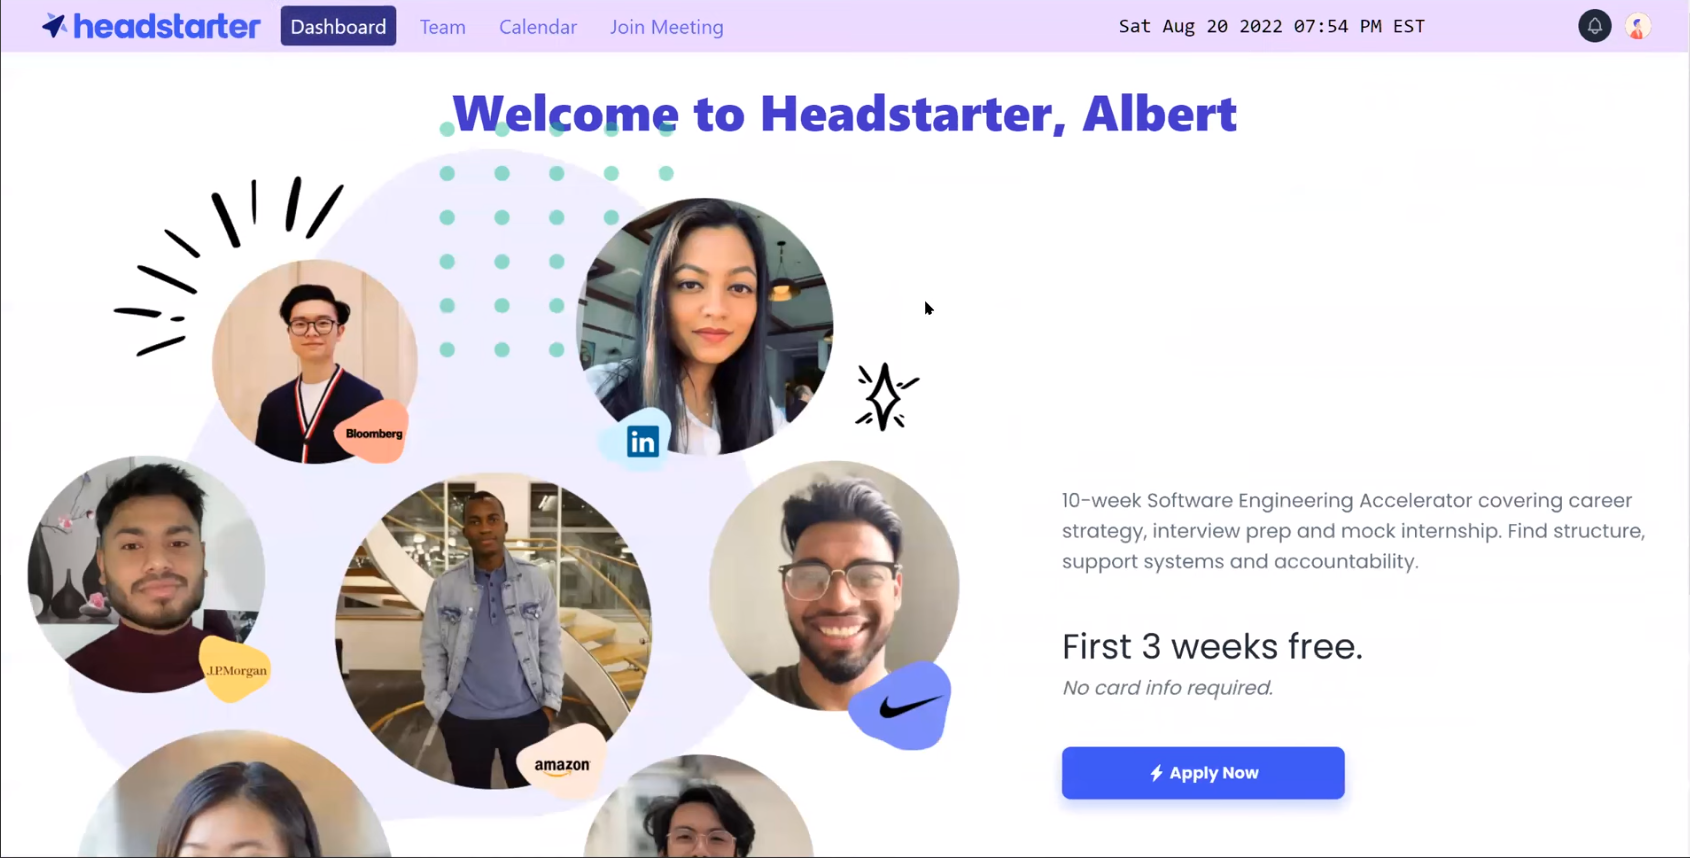 headstarter Dashboard Team Calendar Join Meeting Sat Aug 20 2022 07:54 PM EST
Welcome to Headstarter, Albert
Bloomberg
in
J.P.Morgan
amazon
10-week Software Engineering Accelerator covering career
strategy, interview prep and mock internship. Find structure,
support systems and accountability.
First 3 weeks free.
No card info required.
Apply Now